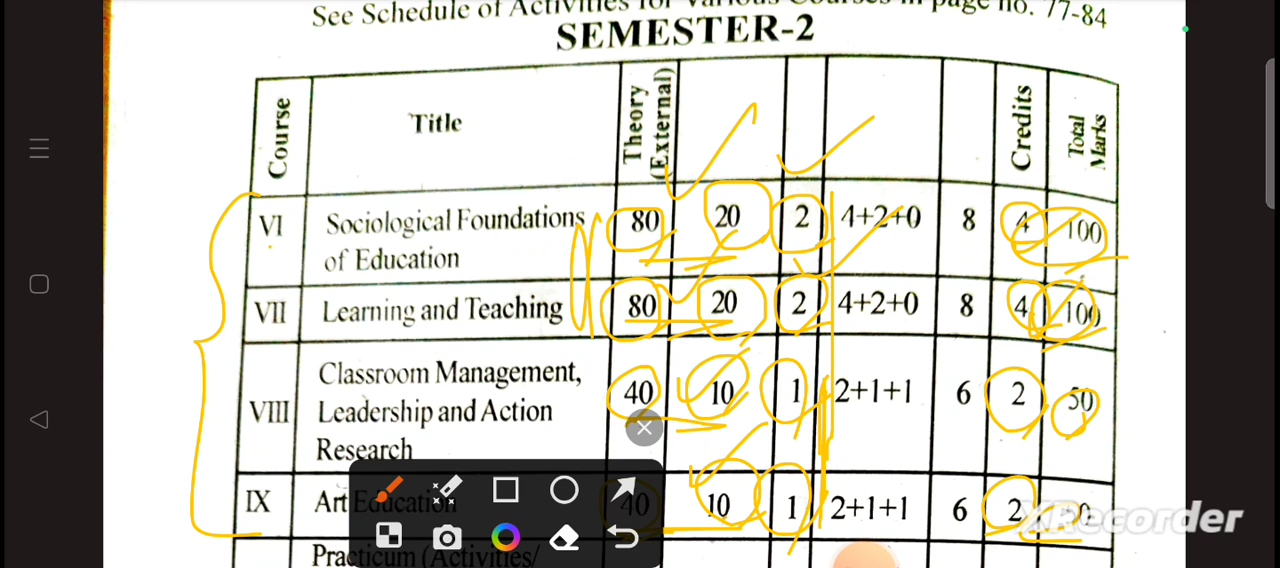 See Schedule of Activities for Various Courses in page no. 77-84
SEMESTER-2
Course Title Theory (External) Credits Total Marks
VI Sociological Foundations of Education 80 20 2 4+2+0 8 4 100
VII Learning and Teaching 80 20 2 4+2+0 8 4 100
VIII Classroom Management, Leadership and Action Research 40 10 1 2+1+1 6 2 50
IX Art Education 40 10 1 2+1+1 6 2 50
Practicum (Activities/
XRecorder